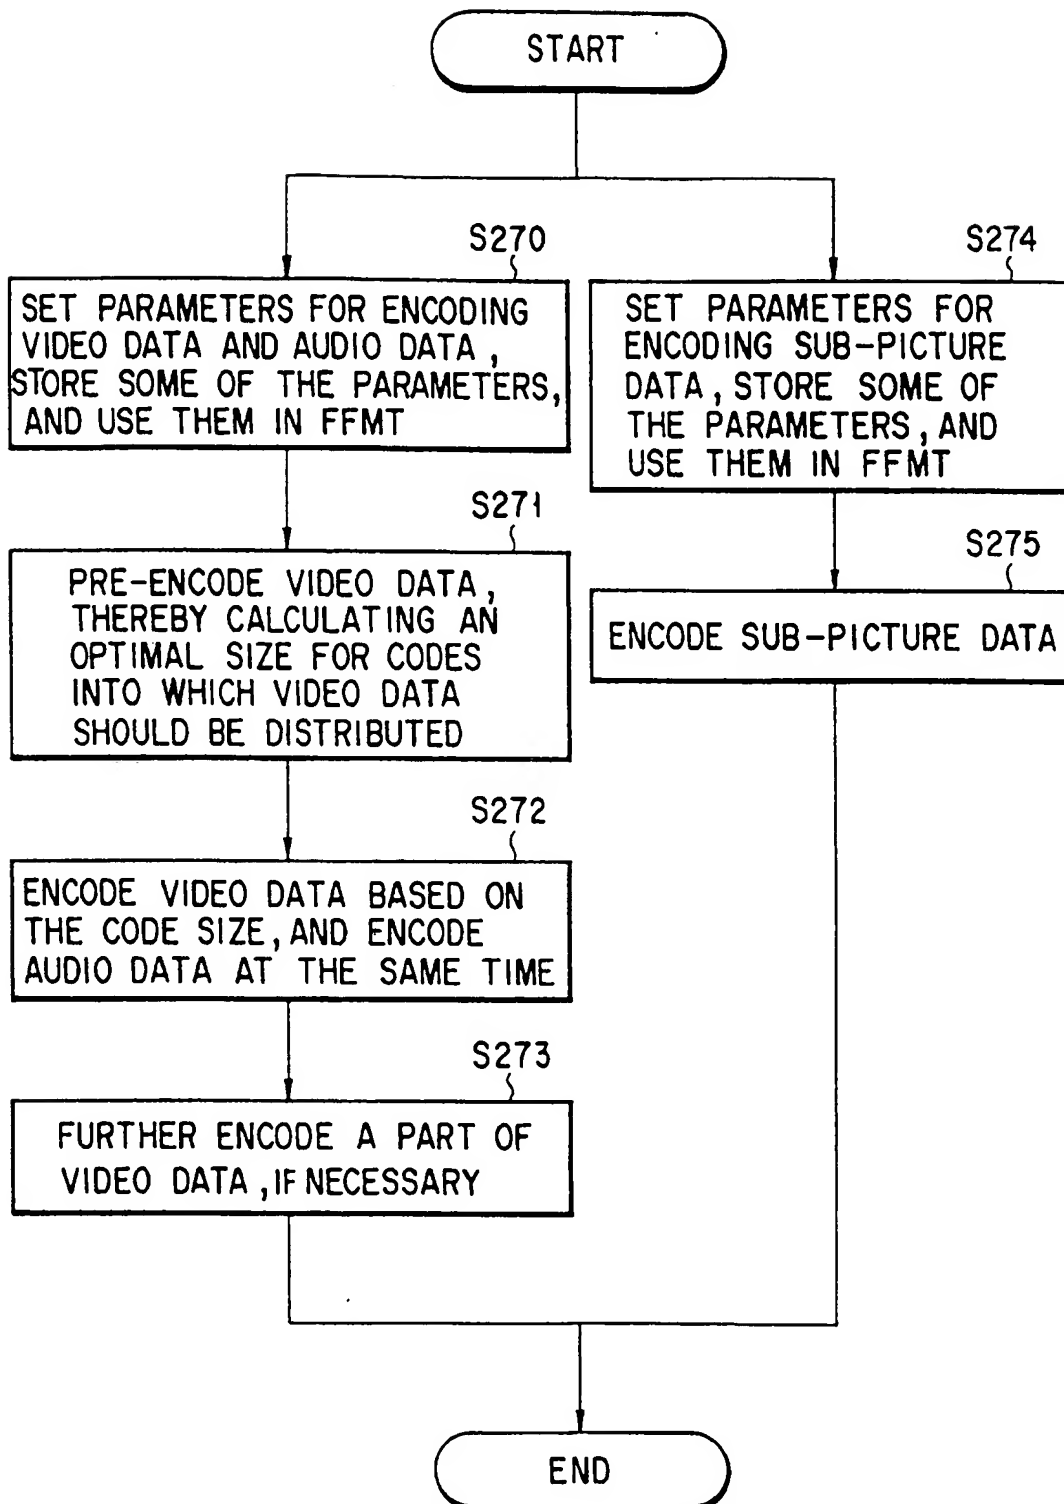 START
S270
SET PARAMETERS FOR ENCODING
VIDEO DATA AND AUDIO DATA,
STORE SOME OF THE PARAMETERS,
AND USE THEM IN FFMT
S271
PRE-ENCODE VIDEO DATA,
THEREBY CALCULATING AN
OPTIMAL SIZE FOR CODES
INTO WHICH VIDEO DATA
SHOULD BE DISTRIBUTED
S272
ENCODE VIDEO DATA BASED ON
THE CODE SIZE, AND ENCODE
AUDIO DATA AT THE SAME TIME
S273
FURTHER ENCODE A PART OF
VIDEO DATA, IF NECESSARY
S274
SET PARAMETERS FOR
ENCODING SUB-PICTURE
DATA, STORE SOME OF
THE PARAMETERS, AND
USE THEM IN FFMT
S275
ENCODE SUB-PICTURE DATA
END